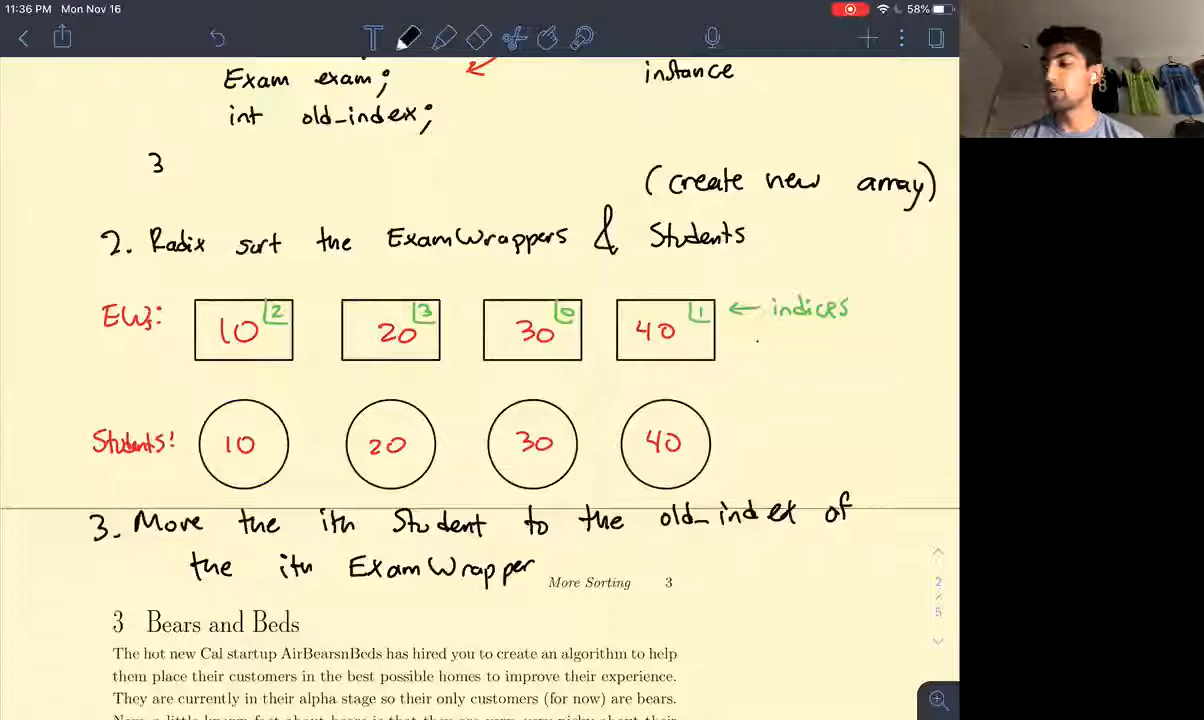 11:36 PM Mon Nov 16
58%
Exam exam;
instance
int old_index;
}
(create new array)
2. Radix sort the ExamWrappers & Students
EWs: 10 2 20 3 30 0 40 1 ← indices
Students: 10 20 30 40
3. Move the ith Student to the old_index of
the ith ExamWrapper
More Sorting 3
3 Bears and Beds
The hot new Cal startup AirBearsnBeds has hired you to create an algorithm to help
them place their customers in the best possible homes to improve their experience.
They are currently in their alpha stage so their only customers (for now) are bears.
2
5